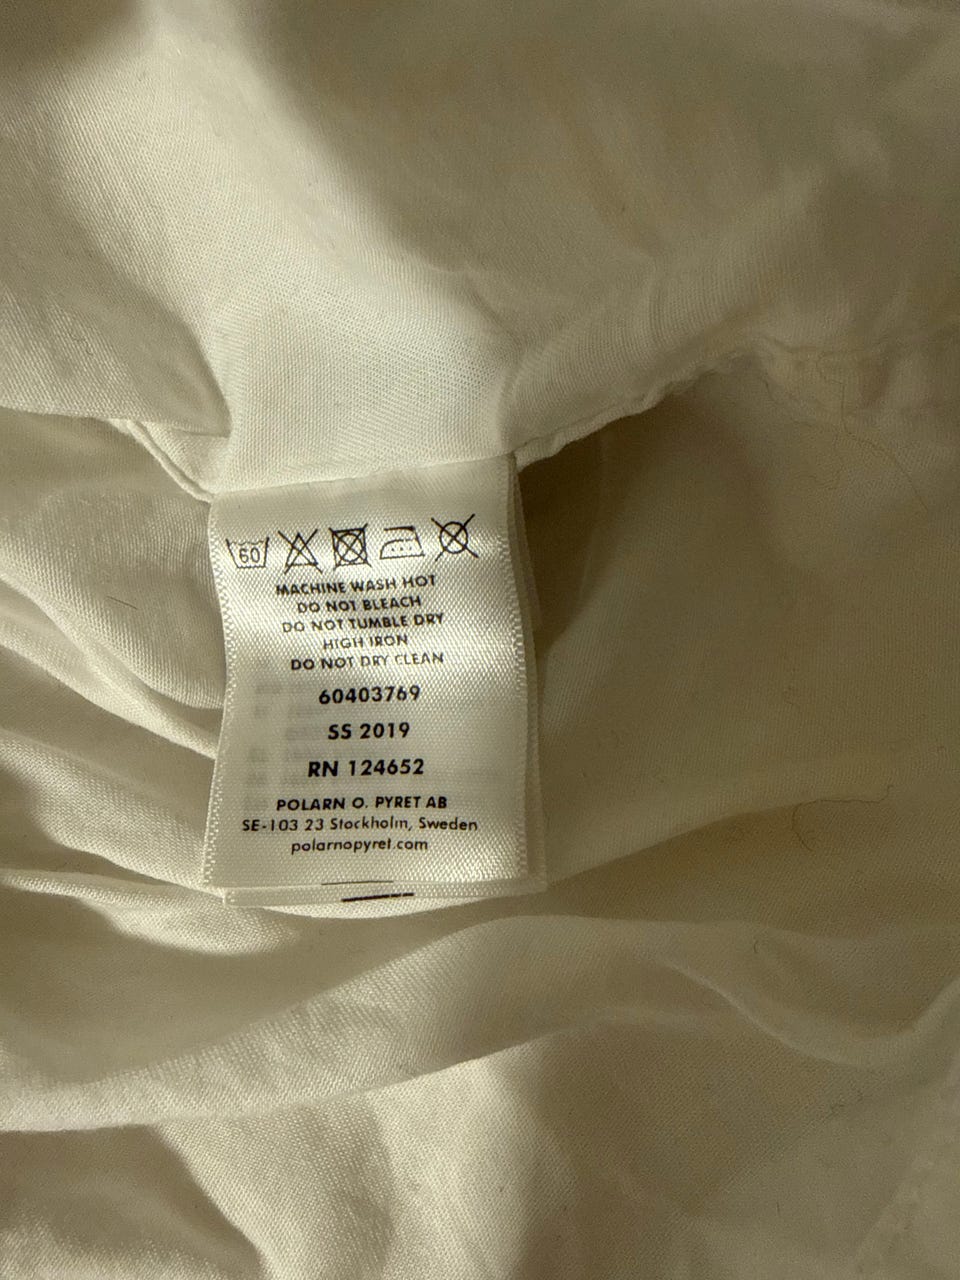 60
MACHINE WASH HOT
DO NOT BLEACH
DO NOT TUMBLE DRY
HIGH IRON
DO NOT DRY CLEAN
60403769
SS 2019
RN 124652
POLARN O. PYRET AB
SE-103 23 Stockholm, Sweden
polarnopyret.com